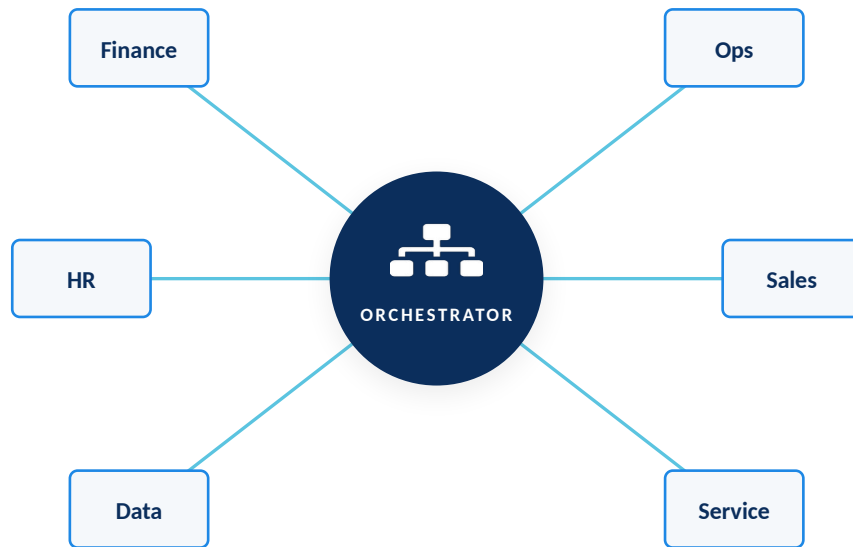 Finance
Ops
HR
Sales
ORCHESTRATOR
Data
Service